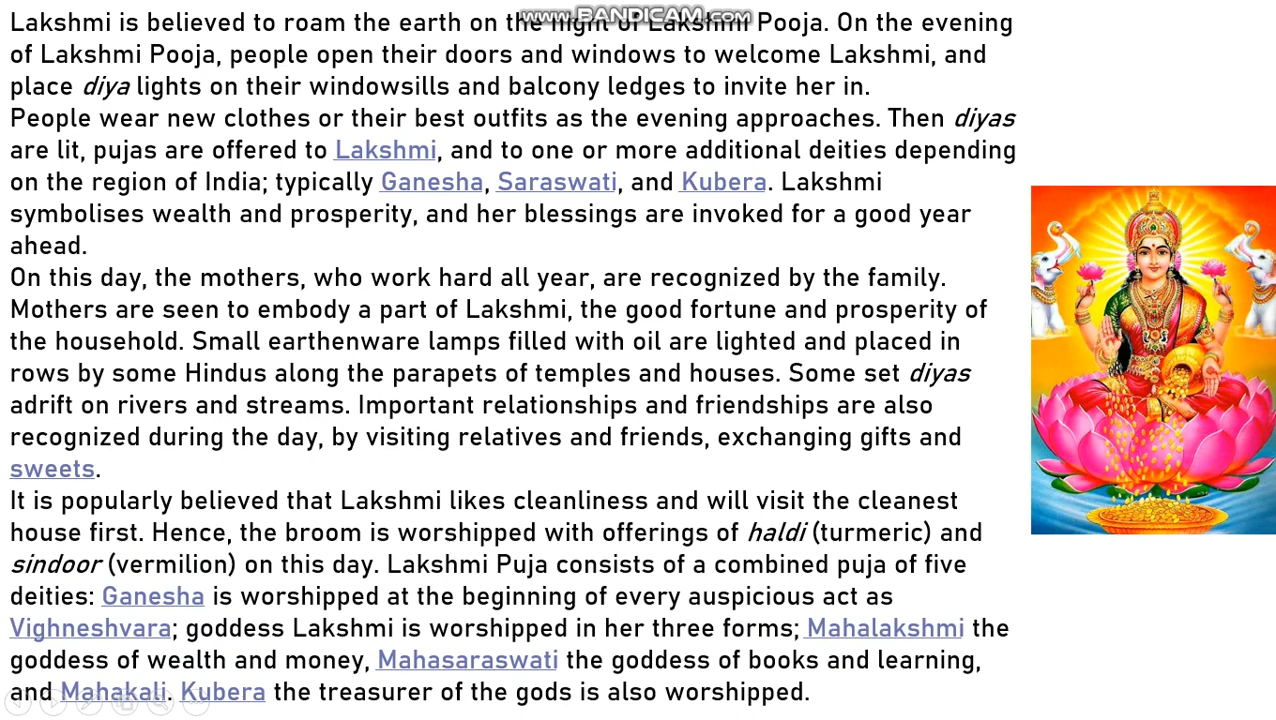 www.BANDICAM.com
Lakshmi is believed to roam the earth on the night of Lakshmi Pooja. On the evening
of Lakshmi Pooja, people open their doors and windows to welcome Lakshmi, and
place diya lights on their windowsills and balcony ledges to invite her in.
People wear new clothes or their best outfits as the evening approaches. Then diyas
are lit, pujas are offered to Lakshmi, and to one or more additional deities depending
on the region of India; typically Ganesha, Saraswati, and Kubera. Lakshmi
symbolises wealth and prosperity, and her blessings are invoked for a good year
ahead.
On this day, the mothers, who work hard all year, are recognized by the family.
Mothers are seen to embody a part of Lakshmi, the good fortune and prosperity of
the household. Small earthenware lamps filled with oil are lighted and placed in
rows by some Hindus along the parapets of temples and houses. Some set diyas
adrift on rivers and streams. Important relationships and friendships are also
recognized during the day, by visiting relatives and friends, exchanging gifts and
sweets.
It is popularly believed that Lakshmi likes cleanliness and will visit the cleanest
house first. Hence, the broom is worshipped with offerings of haldi (turmeric) and
sindoor (vermilion) on this day. Lakshmi Puja consists of a combined puja of five
deities: Ganesha is worshipped at the beginning of every auspicious act as
Vighneshvara; goddess Lakshmi is worshipped in her three forms; Mahalakshmi the
goddess of wealth and money, Mahasaraswati the goddess of books and learning,
and Mahakali. Kubera the treasurer of the gods is also worshipped.